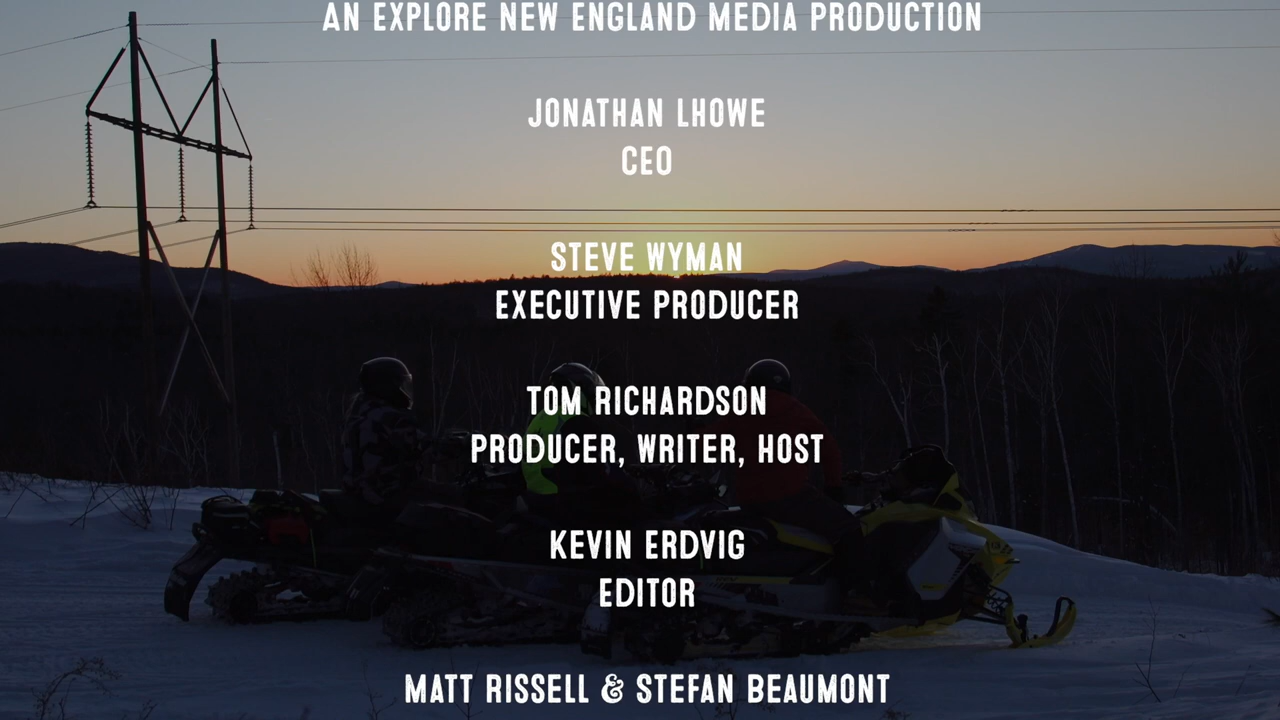 AN EXPLORE NEW ENGLAND MEDIA PRODUCTION
JONATHAN LHOWE
CEO
STEVE WYMAN
EXECUTIVE PRODUCER
TOM RICHARDSON
PRODUCER, WRITER, HOST
KEVIN ERDVIG
EDITOR
MATT RISSELL & STEFAN BEAUMONT